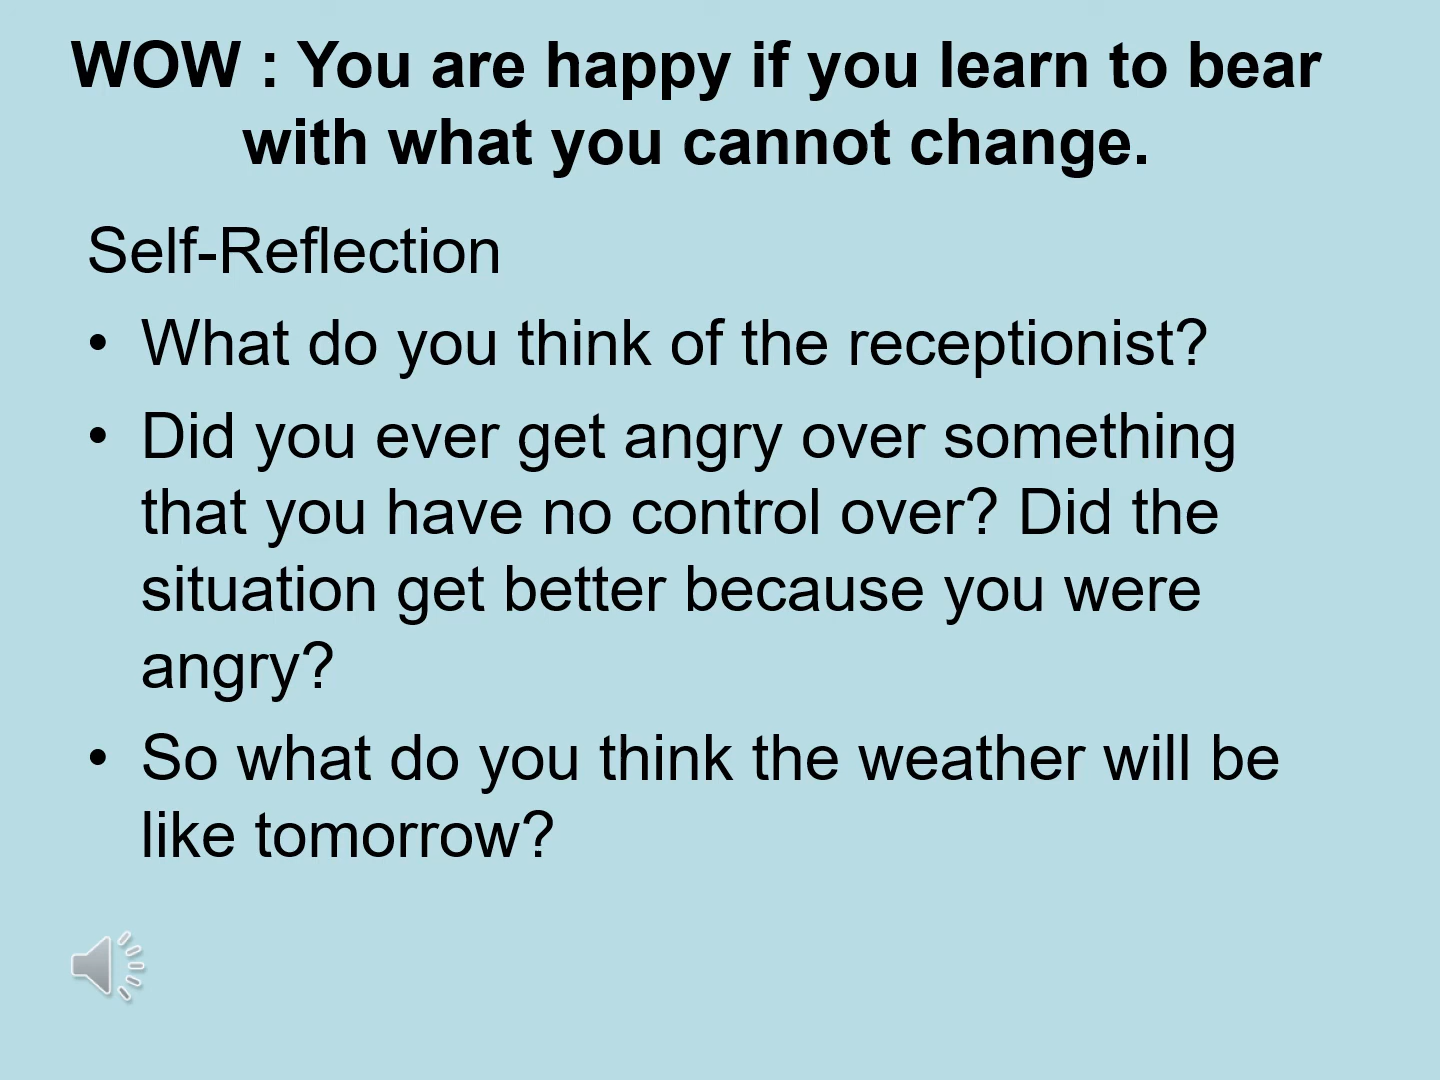 WOW : You are happy if you learn to bear
with what you cannot change.
Self-Reflection
• What do you think of the receptionist?
• Did you ever get angry over something
that you have no control over? Did the
situation get better because you were
angry?
• So what do you think the weather will be
like tomorrow?